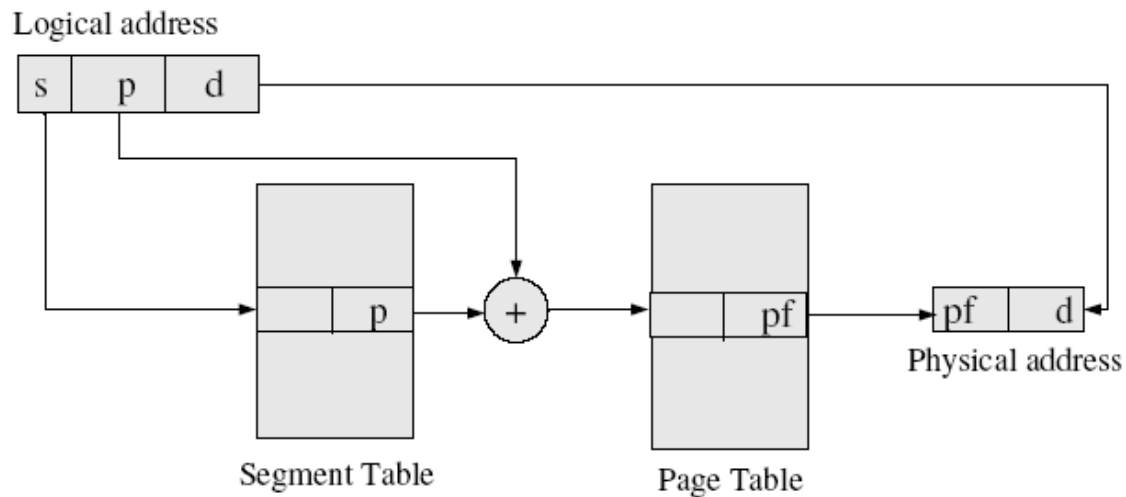 Logical address
s p d
p
+
pf
pf d
Physical address
Segment Table
Page Table